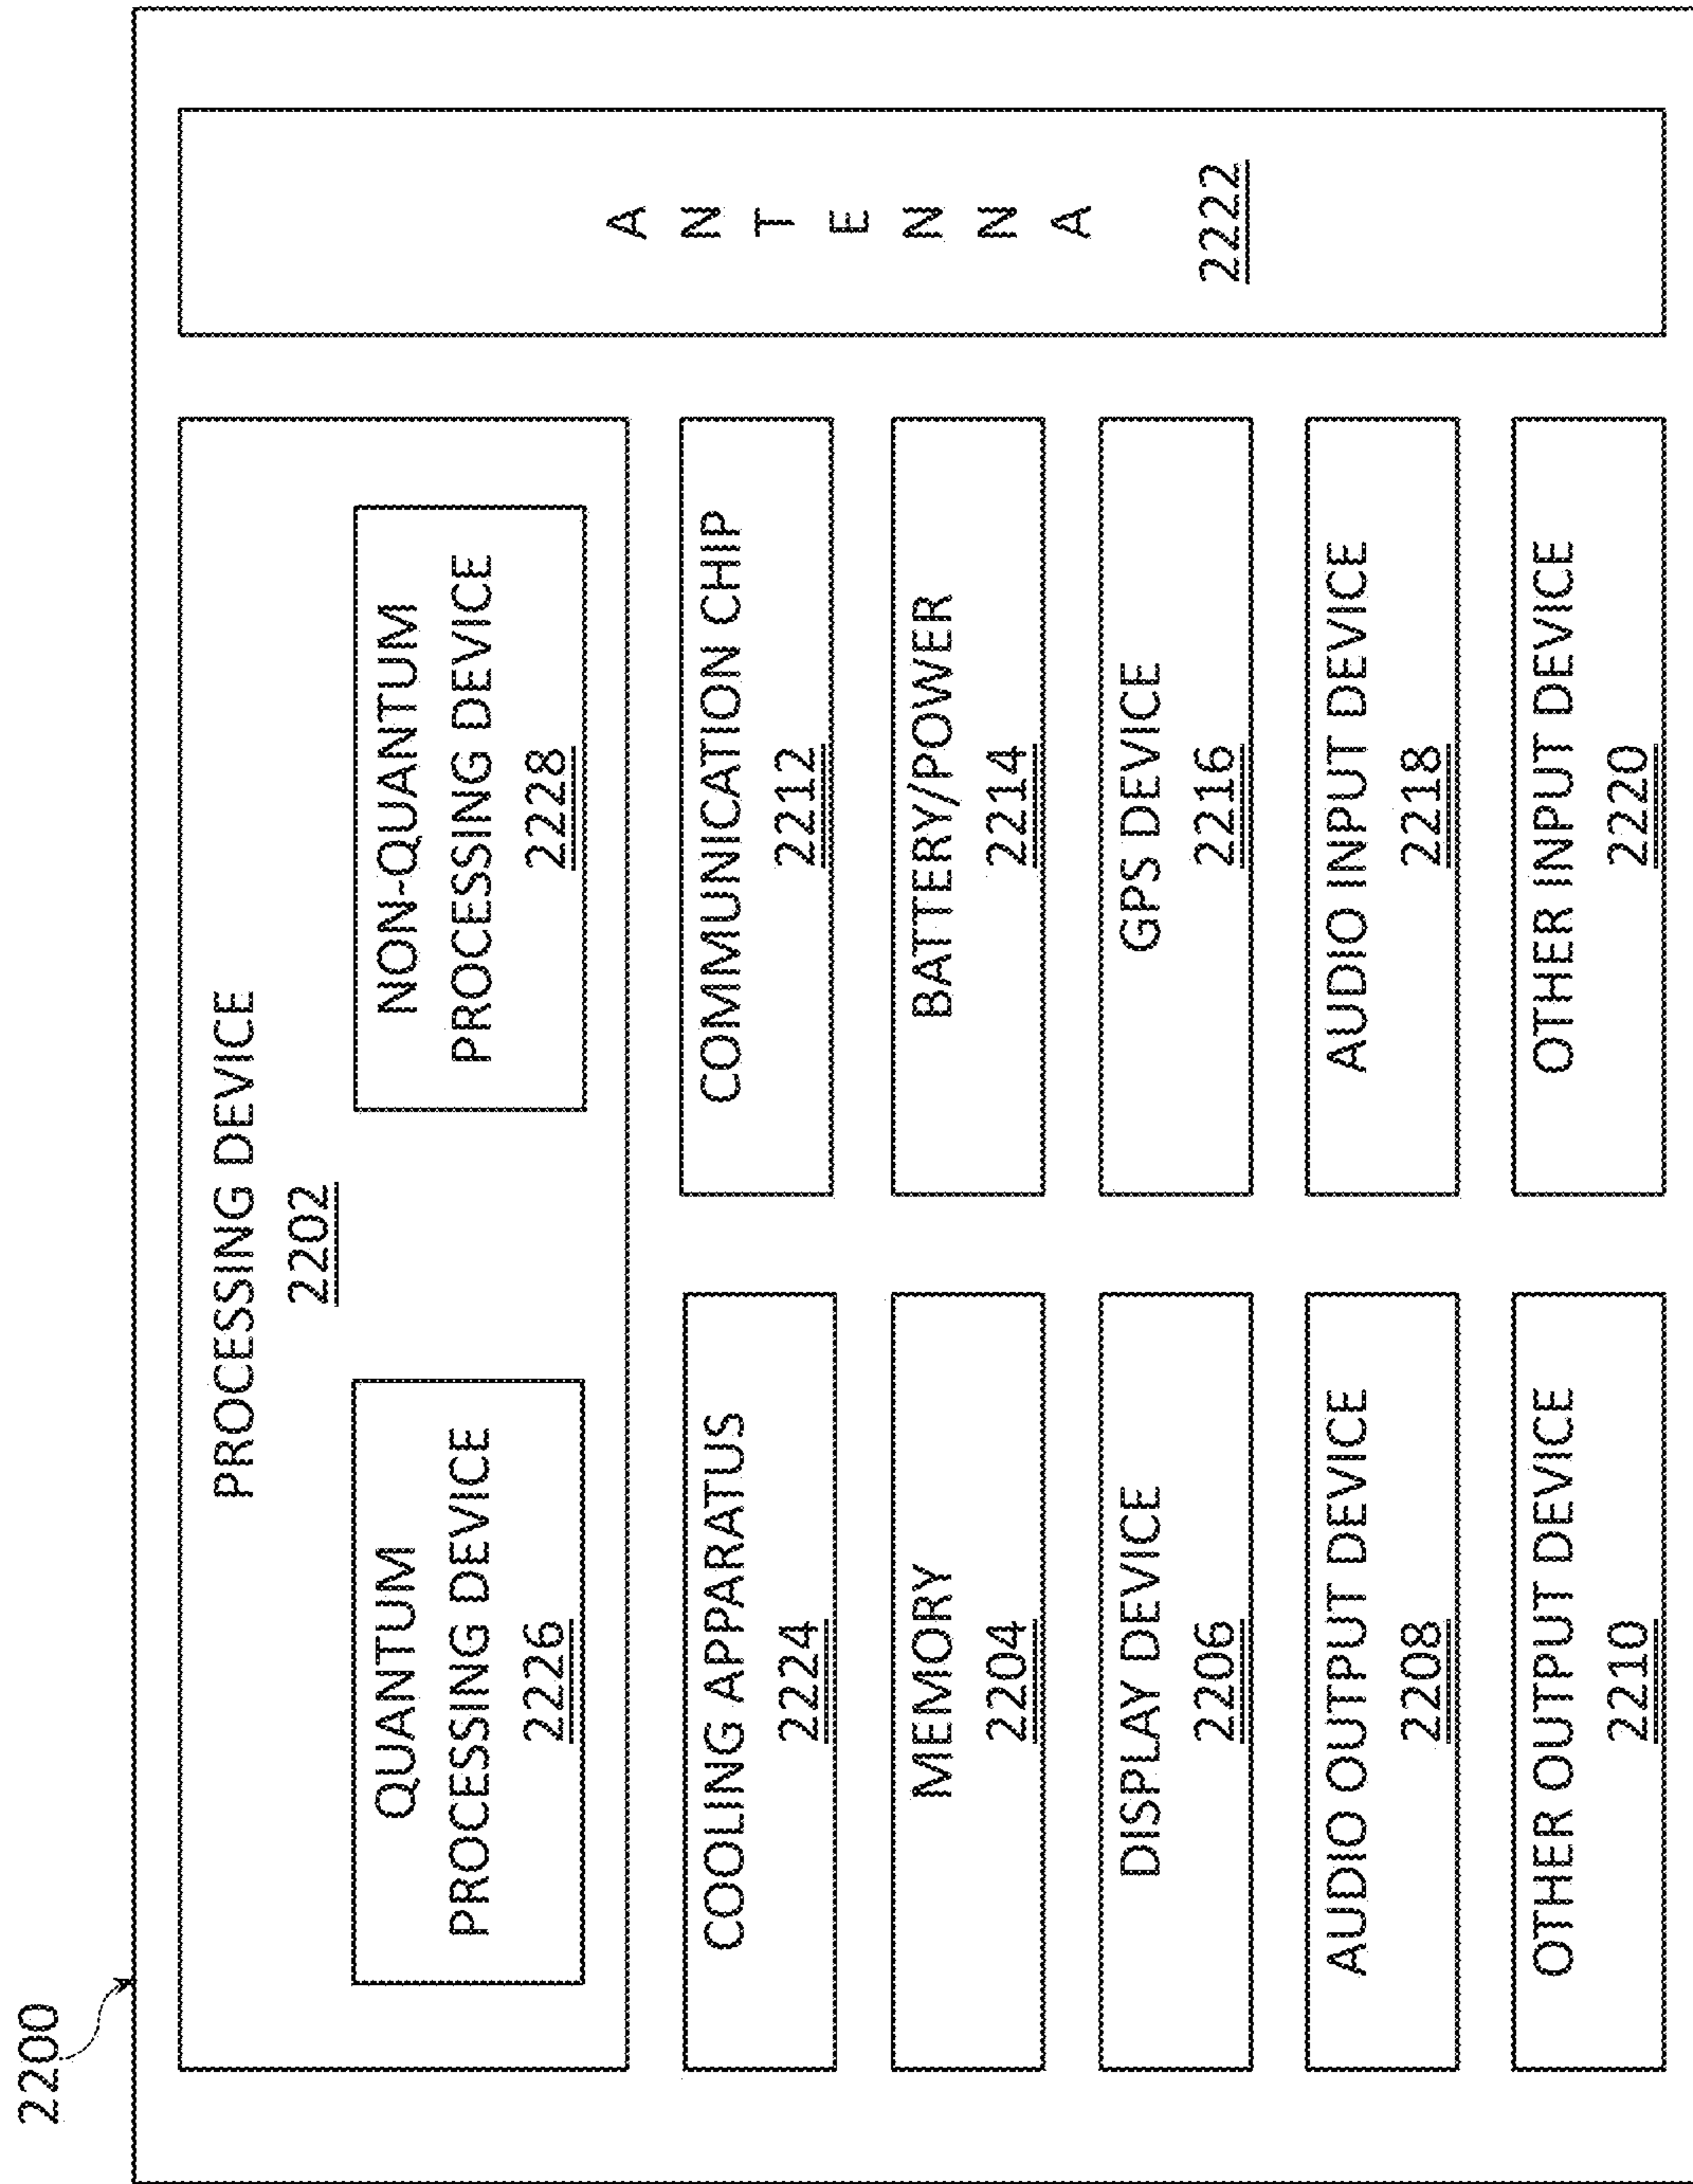 2200
PROCESSING DEVICE
2202
QUANTUM
PROCESSING DEVICE
2226
NON-QUANTUM
PROCESSING DEVICE
2228
COOLING APPARATUS
2224
COMMUNICATION CHIP
2212
MEMORY
2204
BATTERY/POWER
2214
DISPLAY DEVICE
2206
GPS DEVICE
2216
AUDIO OUTPUT DEVICE
2208
AUDIO INPUT DEVICE
2218
OTHER OUTPUT DEVICE
2210
OTHER INPUT DEVICE
2220
A
N
T
E
N
N
A
2222